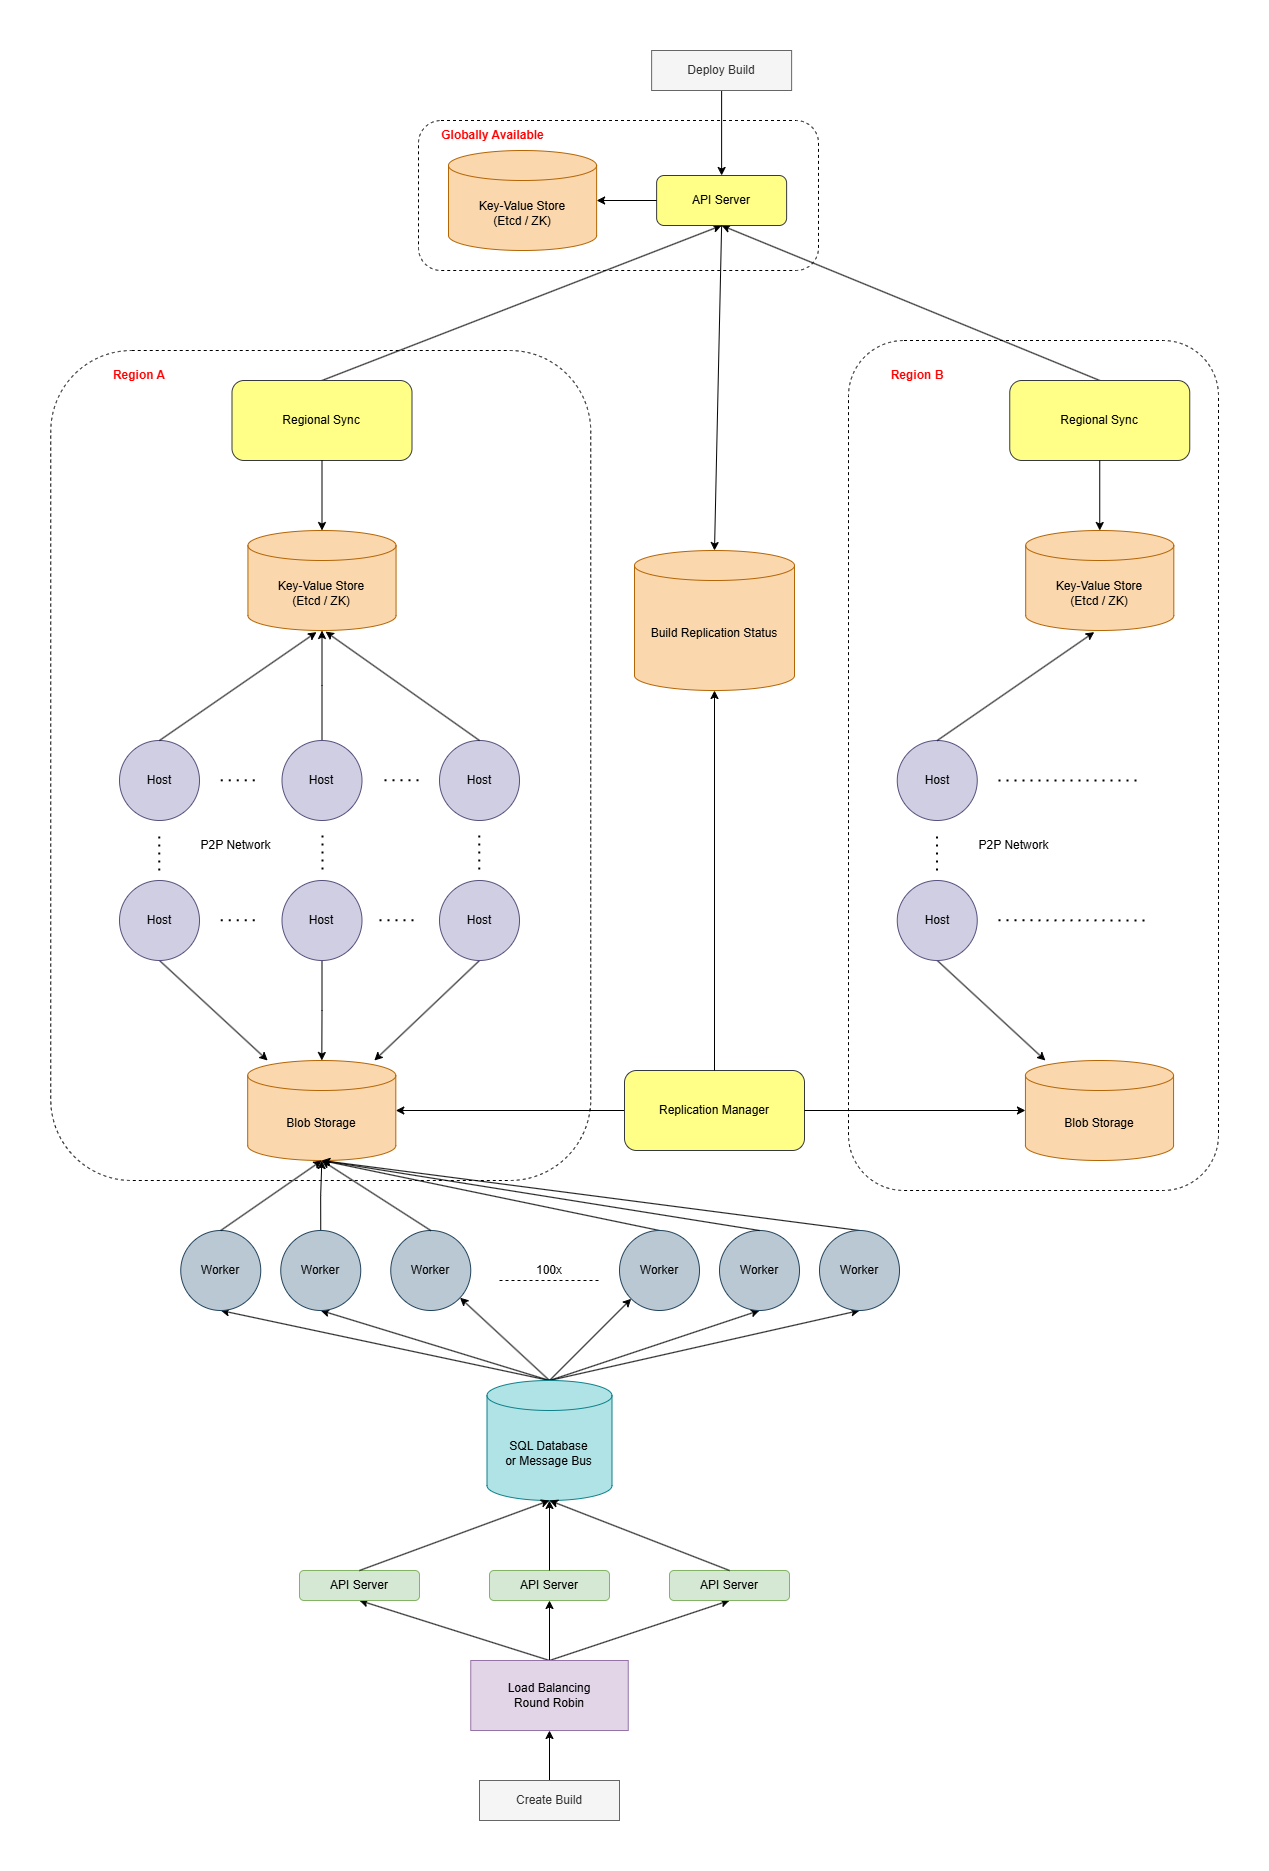 Deploy Build
Globally Available
Key-Value Store
(Etcd / ZK)
API Server
Region A
Region B
Regional Sync
Regional Sync
Key-Value Store
(Etcd / ZK)
Build Replication Status
Key-Value Store
(Etcd / ZK)
Host
Host
Host
Host
P2P Network
P2P Network
Host
Host
Host
Host
Blob Storage
Replication Manager
Blob Storage
Worker
Worker
Worker
100x
Worker
Worker
Worker
SQL Database
or Message Bus
API Server
API Server
API Server
Load Balancing
Round Robin
Create Build